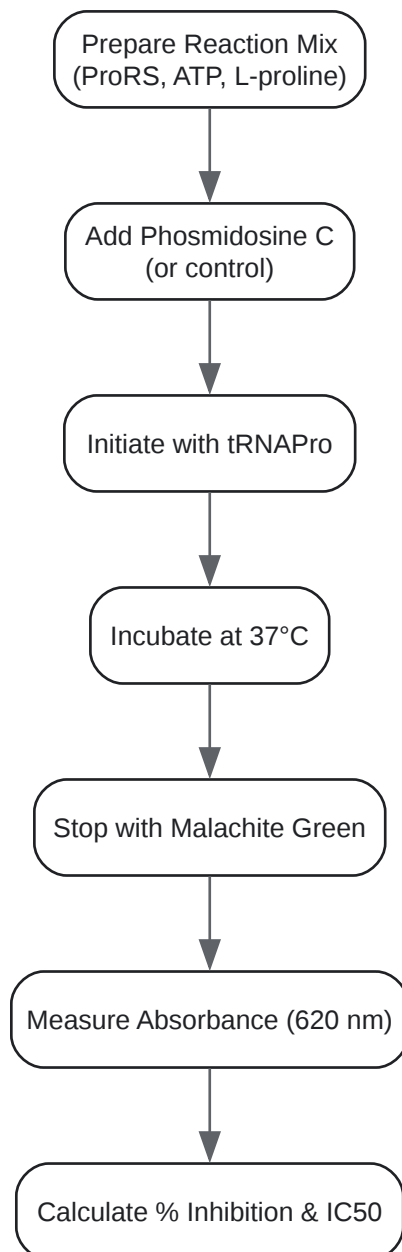 Prepare Reaction Mix
(ProRS, ATP, L-proline)
Add Phosmidosine C
(or control)
Initiate with tRNAPro
Incubate at 37°C
Stop with Malachite Green
Measure Absorbance (620 nm)
Calculate % Inhibition & IC50